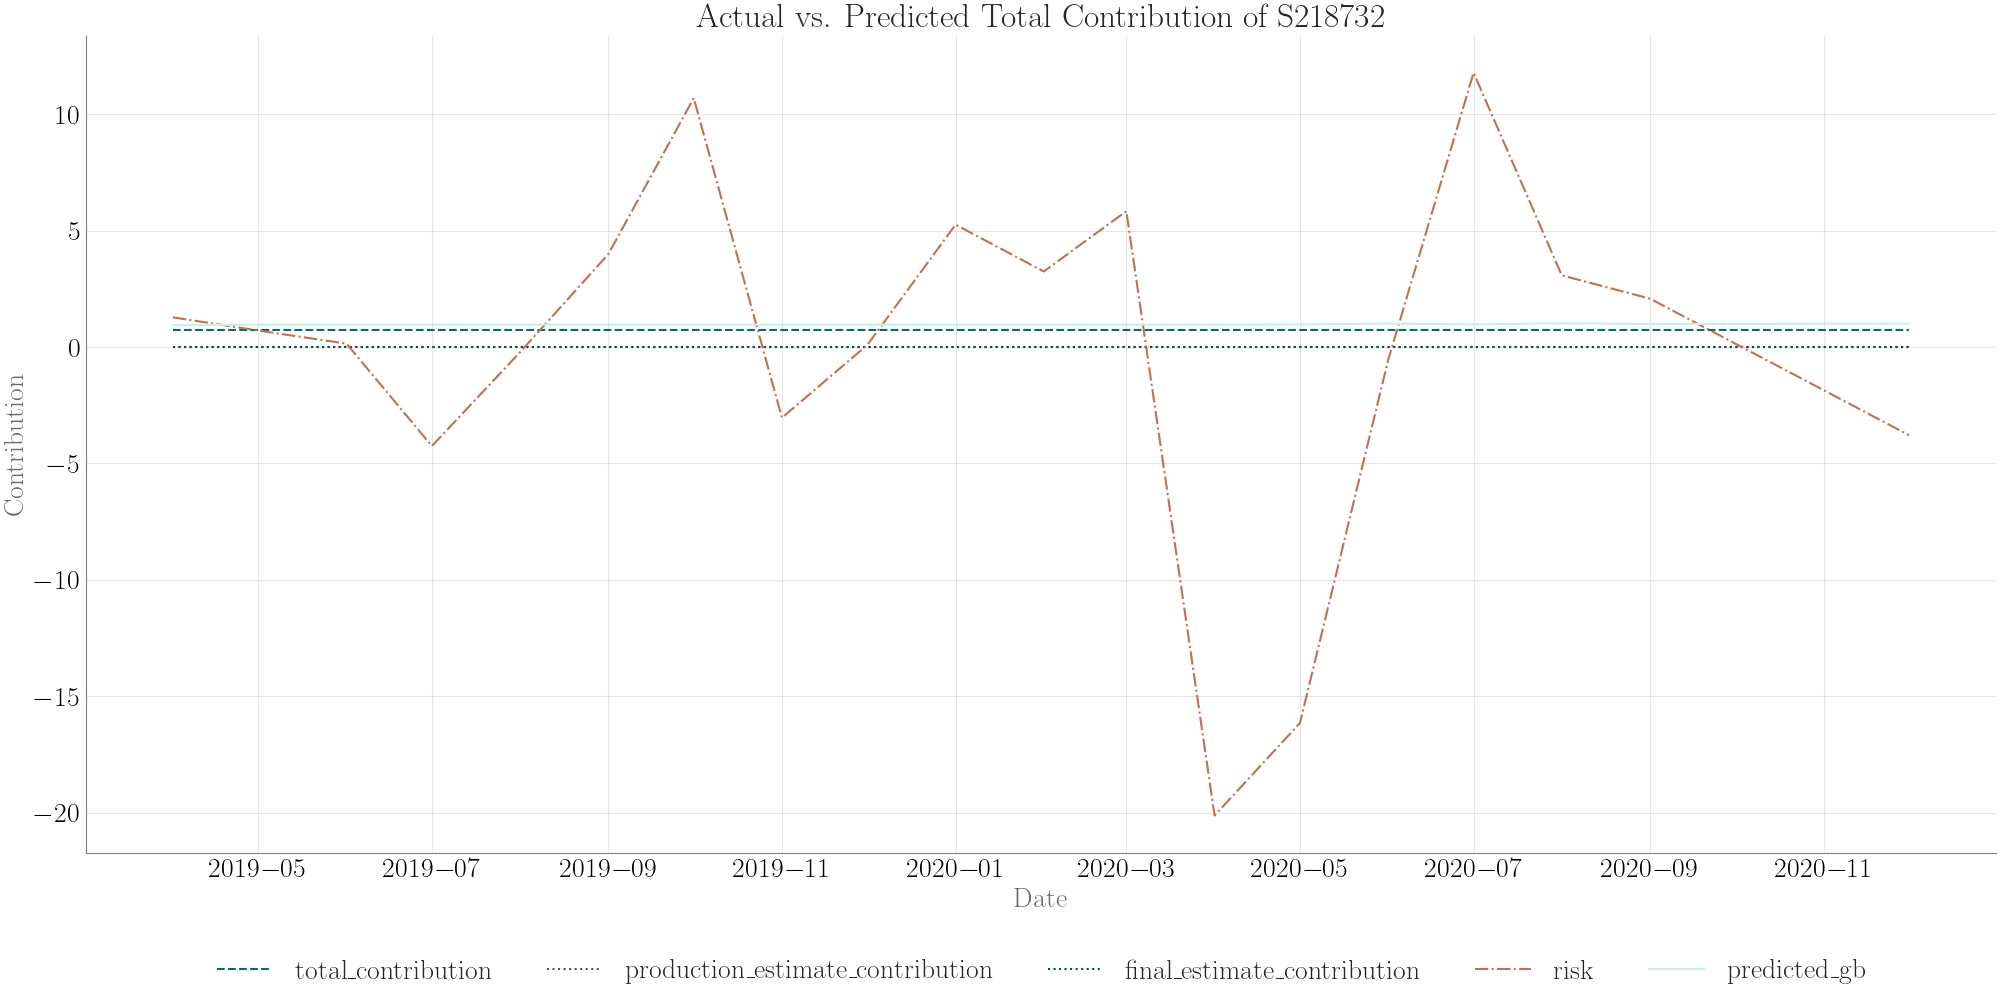 Actual vs. Predicted Total Contribution of S218732
10
5
0
−5
−10
−15
−20
Contribution
2019−05 2019−07 2019−09 2019−11 2020−01 2020−03 2020−05 2020−07 2020−09 2020−11
Date
total_contribution production_estimate_contribution final_estimate_contribution risk predicted_gb